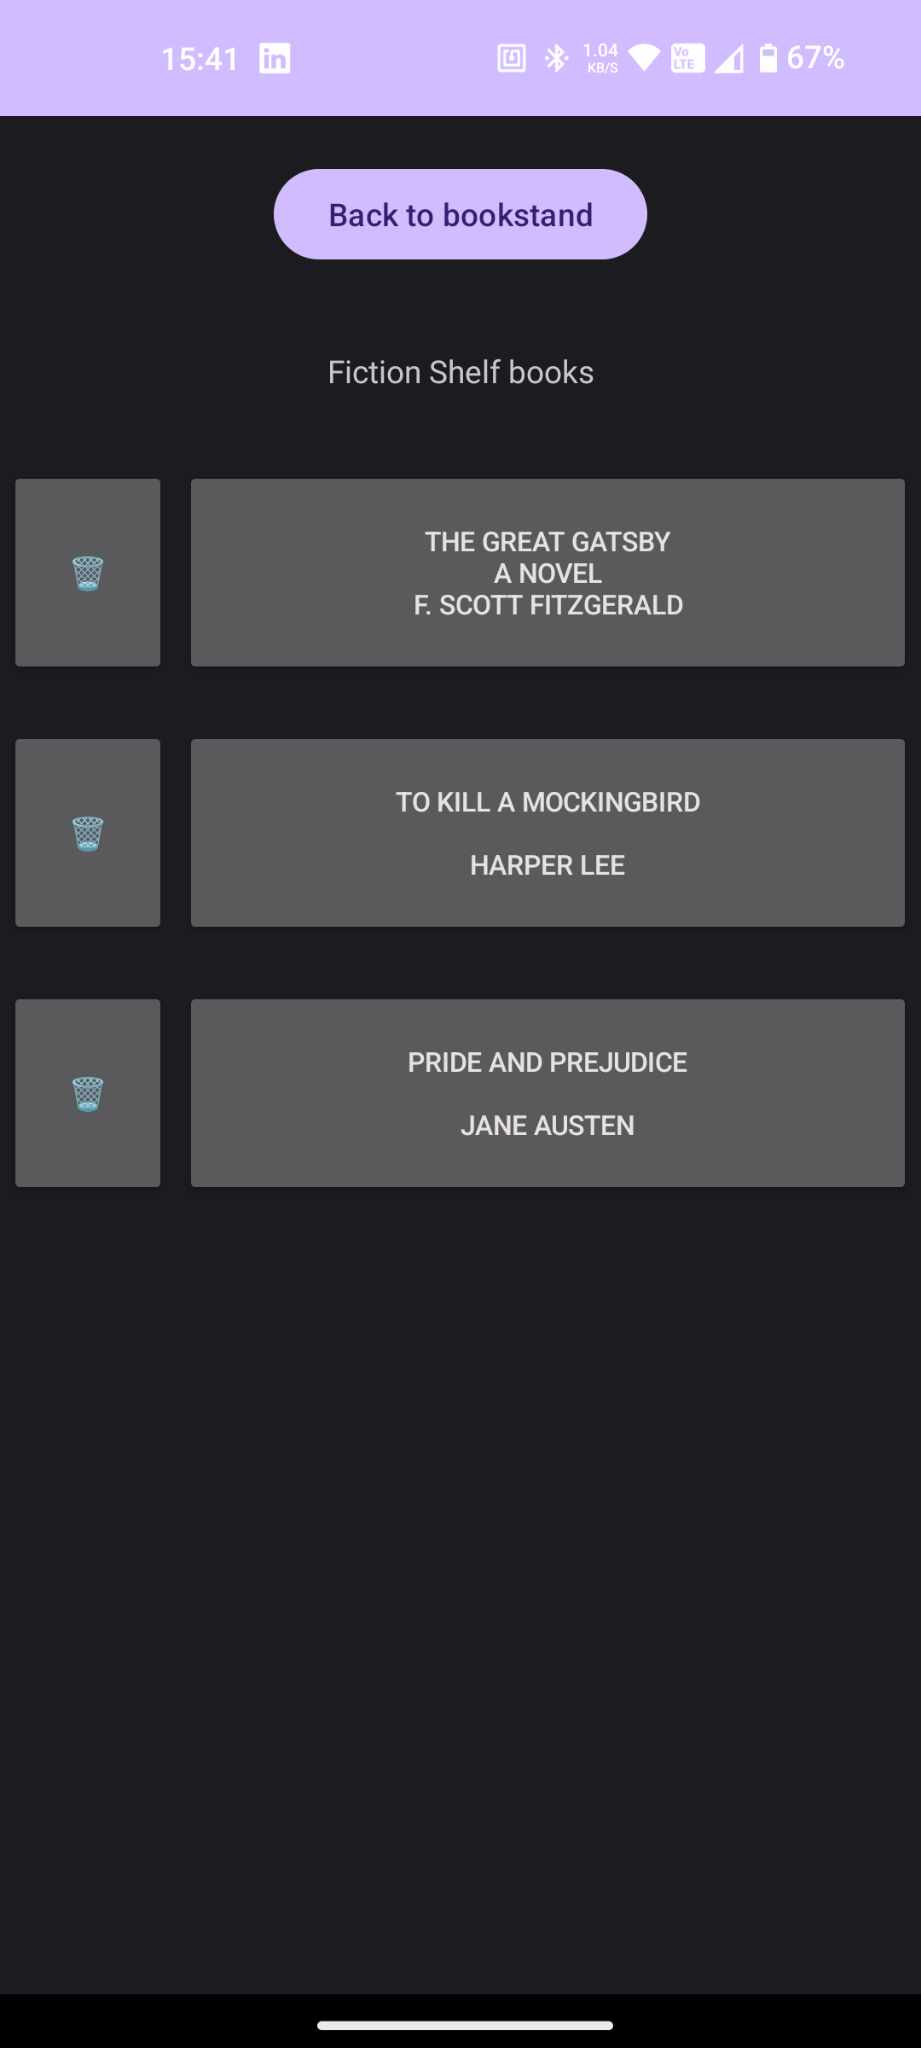 15:41 in 1.04 KB/S Vo LTE 67%
Back to bookstand
Fiction Shelf books
THE GREAT GATSBY
A NOVEL
F. SCOTT FITZGERALD
TO KILL A MOCKINGBIRD
HARPER LEE
PRIDE AND PREJUDICE
JANE AUSTEN